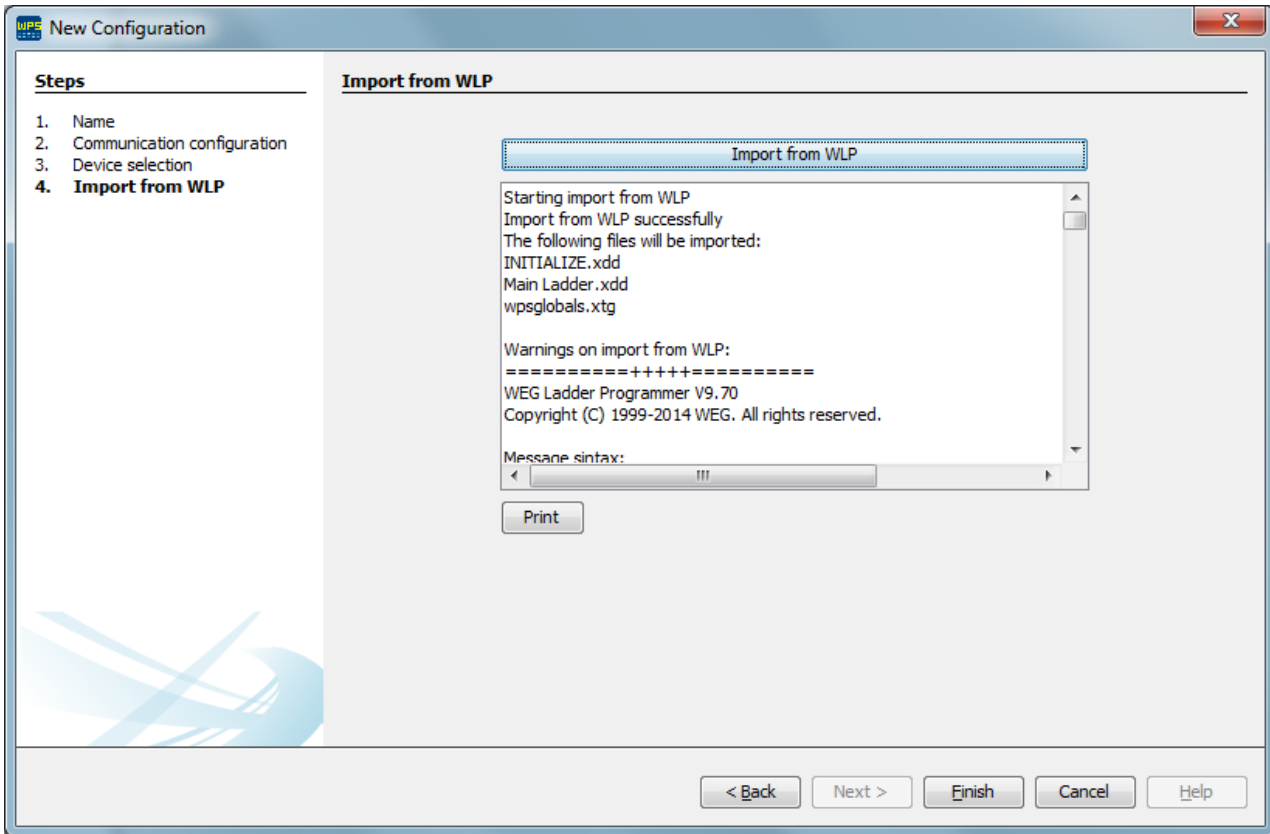 WPS New Configuration
Steps
1. Name
2. Communication configuration
3. Device selection
4. Import from WLP
Import from WLP
Import from WLP
Starting import from WLP
Import from WLP successfully
The following files will be imported:
INITIALIZE.xdd
Main Ladder.xdd
wpsglobals.xtg
Warnings on import from WLP:
==========+++++==========
WEG Ladder Programmer V9.70
Copyright (C) 1999-2014 WEG. All rights reserved.
Message sintax:
Print
< Back Next > Finish Cancel Help